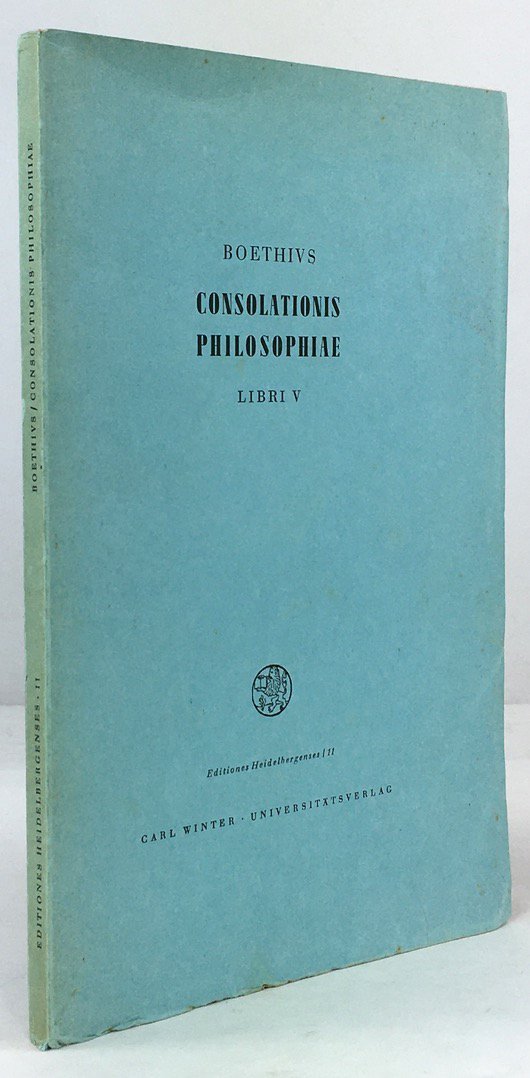 BOETHIVS
CONSOLATIONIS
PHILOSOPHIAE
LIBRI V
Editiones Heidelbergenses / 11
CARL WINTER · UNIVERSITÄTSVERLAG
BOETHIVS / CONSOLATIONIS PHILOSOPHIAE
EDITIONES HEIDELBERGENSES · 11